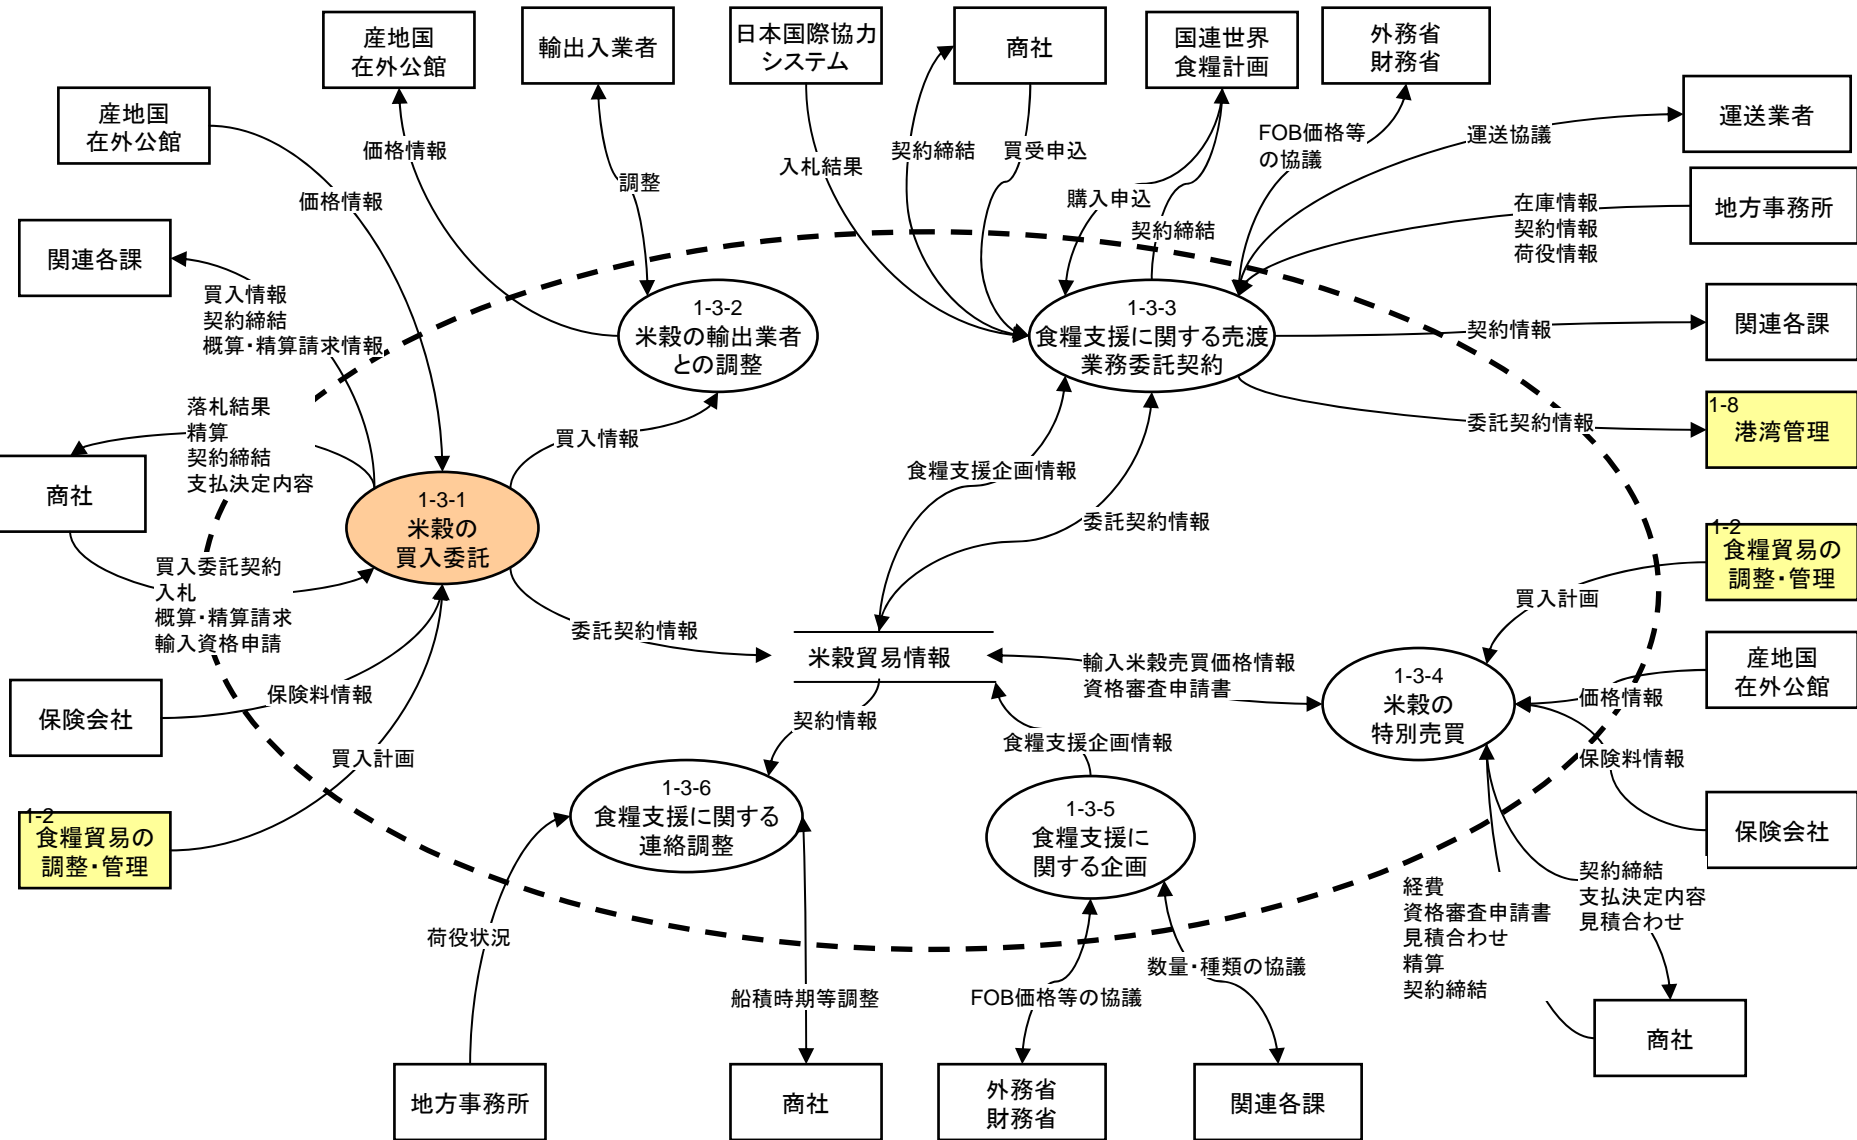 産地国
在外公館
輸出入業者
日本国際協力
システム
商社
国連世界
食糧計画
外務省
財務省
産地国
在外公館
運送業者
価格情報
調整
入札結果
契約締結
買受申込
購入申込
契約締結
FOB価格等
の協議
運送協議
地方事務所
在庫情報
契約情報
荷役情報
価格情報
関連各課
買入情報
契約締結
概算・精算請求情報
1-3-2
米穀の輸出業者
との調整
1-3-3
食糧支援に関する売渡
業務委託契約
契約情報
関連各課
落札結果
精算
契約締結
支払決定内容
買入情報
委託契約情報
1-8
港湾管理
商社
1-3-1
米穀の
買入委託
食糧支援企画情報
委託契約情報
1-2
食糧貿易の
調整・管理
買入委託契約
入札
概算・精算請求
輸入資格申請
委託契約情報
買入計画
米穀貿易情報
輸入米穀売買価格情報
資格審査申請書
1-3-4
米穀の
特別売買
産地国
在外公館
価格情報
保険会社
保険料情報
契約情報
食糧支援企画情報
保険料情報
買入計画
1-2
食糧貿易の
調整・管理
1-3-6
食糧支援に関する
連絡調整
1-3-5
食糧支援に
関する企画
保険会社
経費
資格審査申請書
見積合わせ
精算
契約締結
契約締結
支払決定内容
見積合わせ
荷役状況
船積時期等調整
FOB価格等の協議
数量・種類の協議
商社
地方事務所
商社
外務省
財務省
関連各課